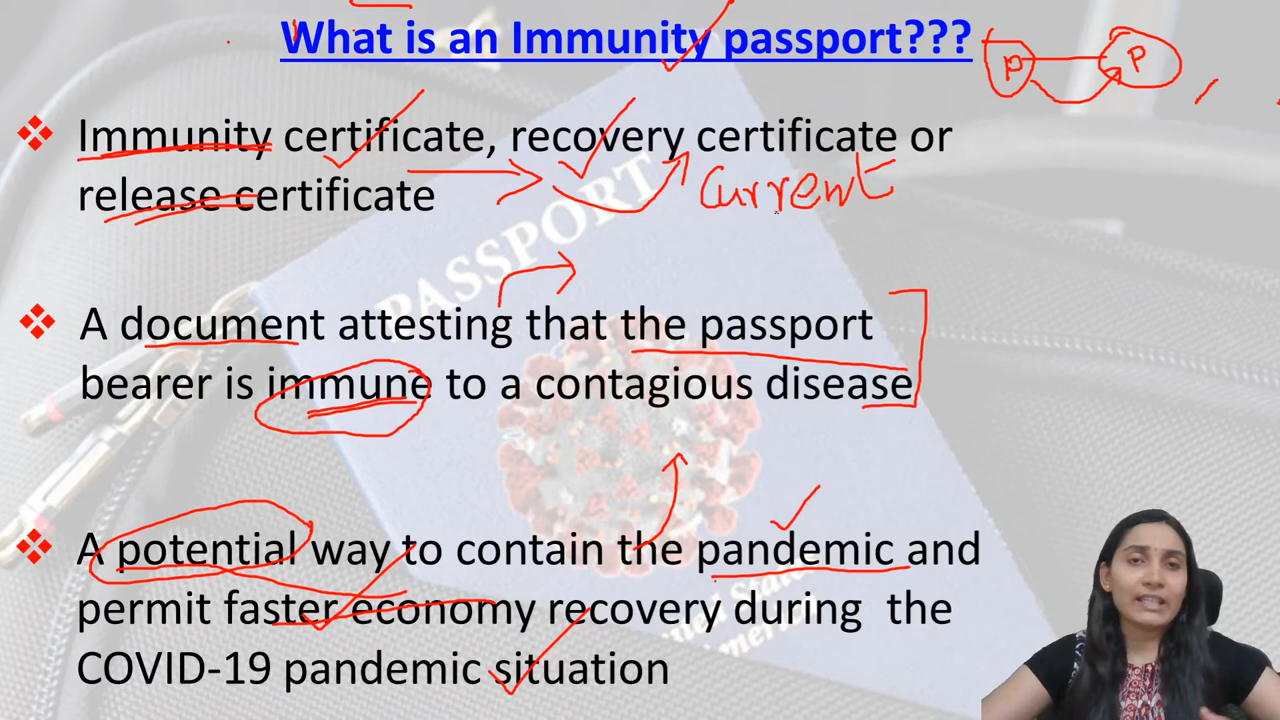 What is an Immunity passport???
P P
Immunity certificate, recovery certificate or
release certificate
Current
PASSPORT
A document attesting that the passport
bearer is immune to a contagious disease
A potential way to contain the pandemic and
permit faster economy recovery during the
COVID-19 pandemic situation